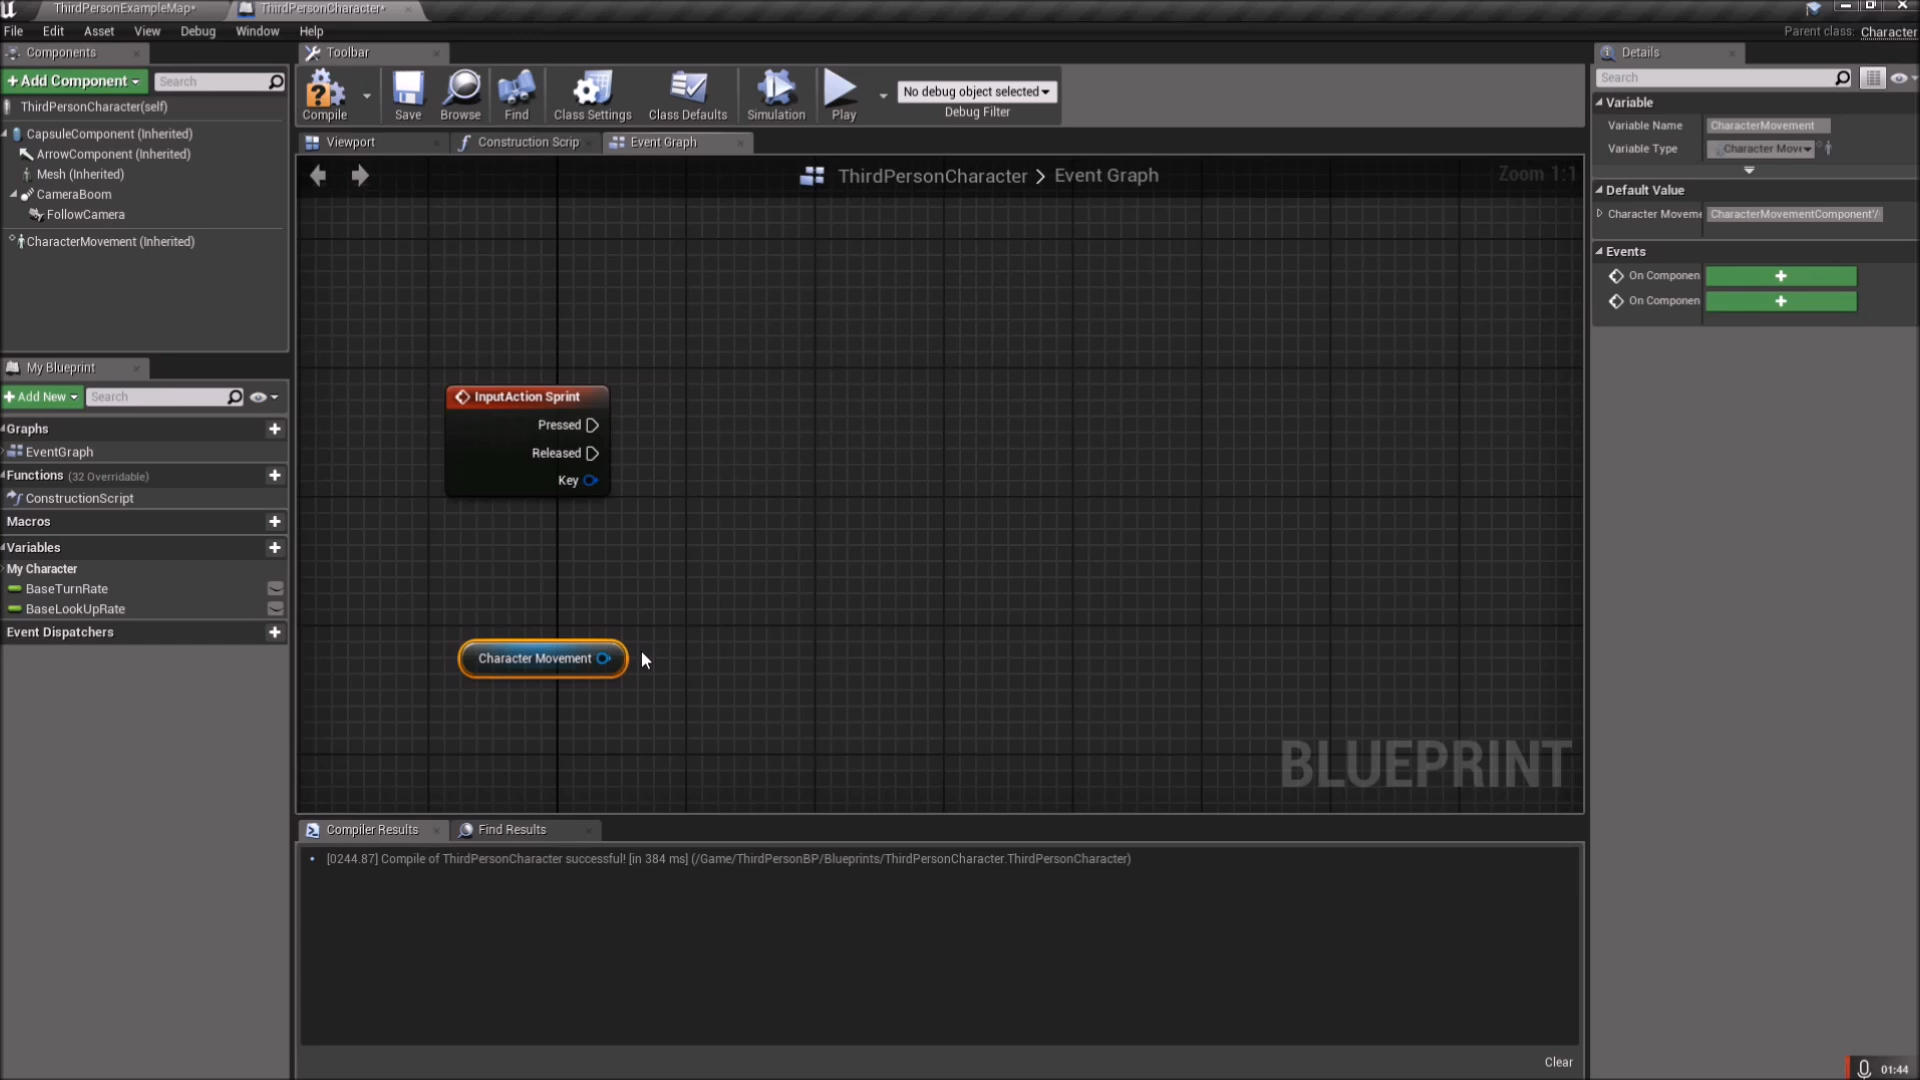 ThirdPersonExampleMap*
ThirdPersonCharacter*
File Edit Asset View Debug Window Help
Parent class: Character
Components
+Add Component
Search
ThirdPersonCharacter(self)
CapsuleComponent (Inherited)
ArrowComponent (Inherited)
Mesh (Inherited)
CameraBoom
FollowCamera
CharacterMovement (Inherited)
My Blueprint
+Add New
Search
Graphs
EventGraph
Functions (32 Overridable)
ConstructionScript
Macros
Variables
My Character
BaseTurnRate
BaseLookUpRate
Event Dispatchers
Toolbar
Compile
Save
Browse
Find
Class Settings
Class Defaults
Simulation
Play
No debug object selected
Debug Filter
Viewport
Construction Scrip
Event Graph
ThirdPersonCharacter > Event Graph
Zoom 1:1
InputAction Sprint
Pressed
Released
Key
Character Movement
BLUEPRINT
Compiler Results
Find Results
[0244.87] Compile of ThirdPersonCharacter successful! [in 384 ms] (/Game/ThirdPersonBP/Blueprints/ThirdPersonCharacter.ThirdPersonCharacter)
Clear
Details
Search
Variable
Variable Name CharacterMovement
Variable Type Character Move
Default Value
Character Moveme CharacterMovementComponent'/
Events
On Componen +
On Componen +
01:44